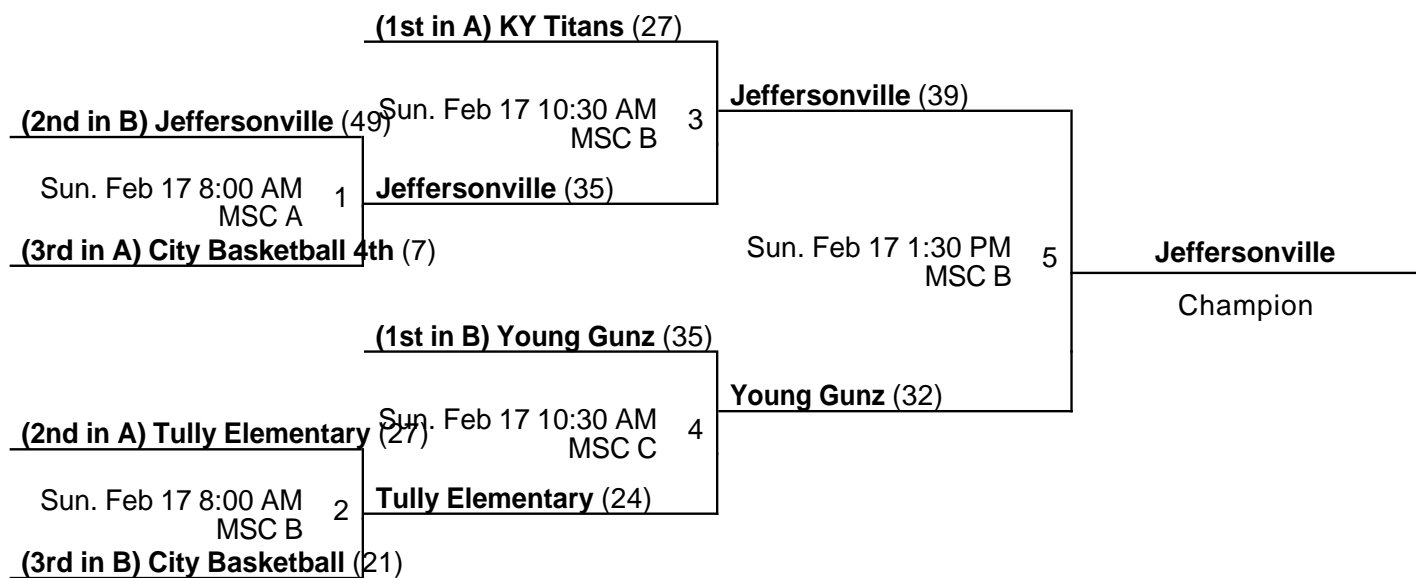 (1st in A) KY Titans (27)
Sun. Feb 17 10:30 AM
MSC B
3
Jeffersonville (39)
(2nd in B) Jeffersonville (49)
Sun. Feb 17 8:00 AM
MSC A
1
Jeffersonville (35)
(3rd in A) City Basketball 4th (7)
Sun. Feb 17 1:30 PM
MSC B
5
Jeffersonville
Champion
(1st in B) Young Gunz (35)
Sun. Feb 17 10:30 AM
MSC C
4
Young Gunz (32)
(2nd in A) Tully Elementary (27)
Sun. Feb 17 8:00 AM
MSC B
2
Tully Elementary (24)
(3rd in B) City Basketball (21)